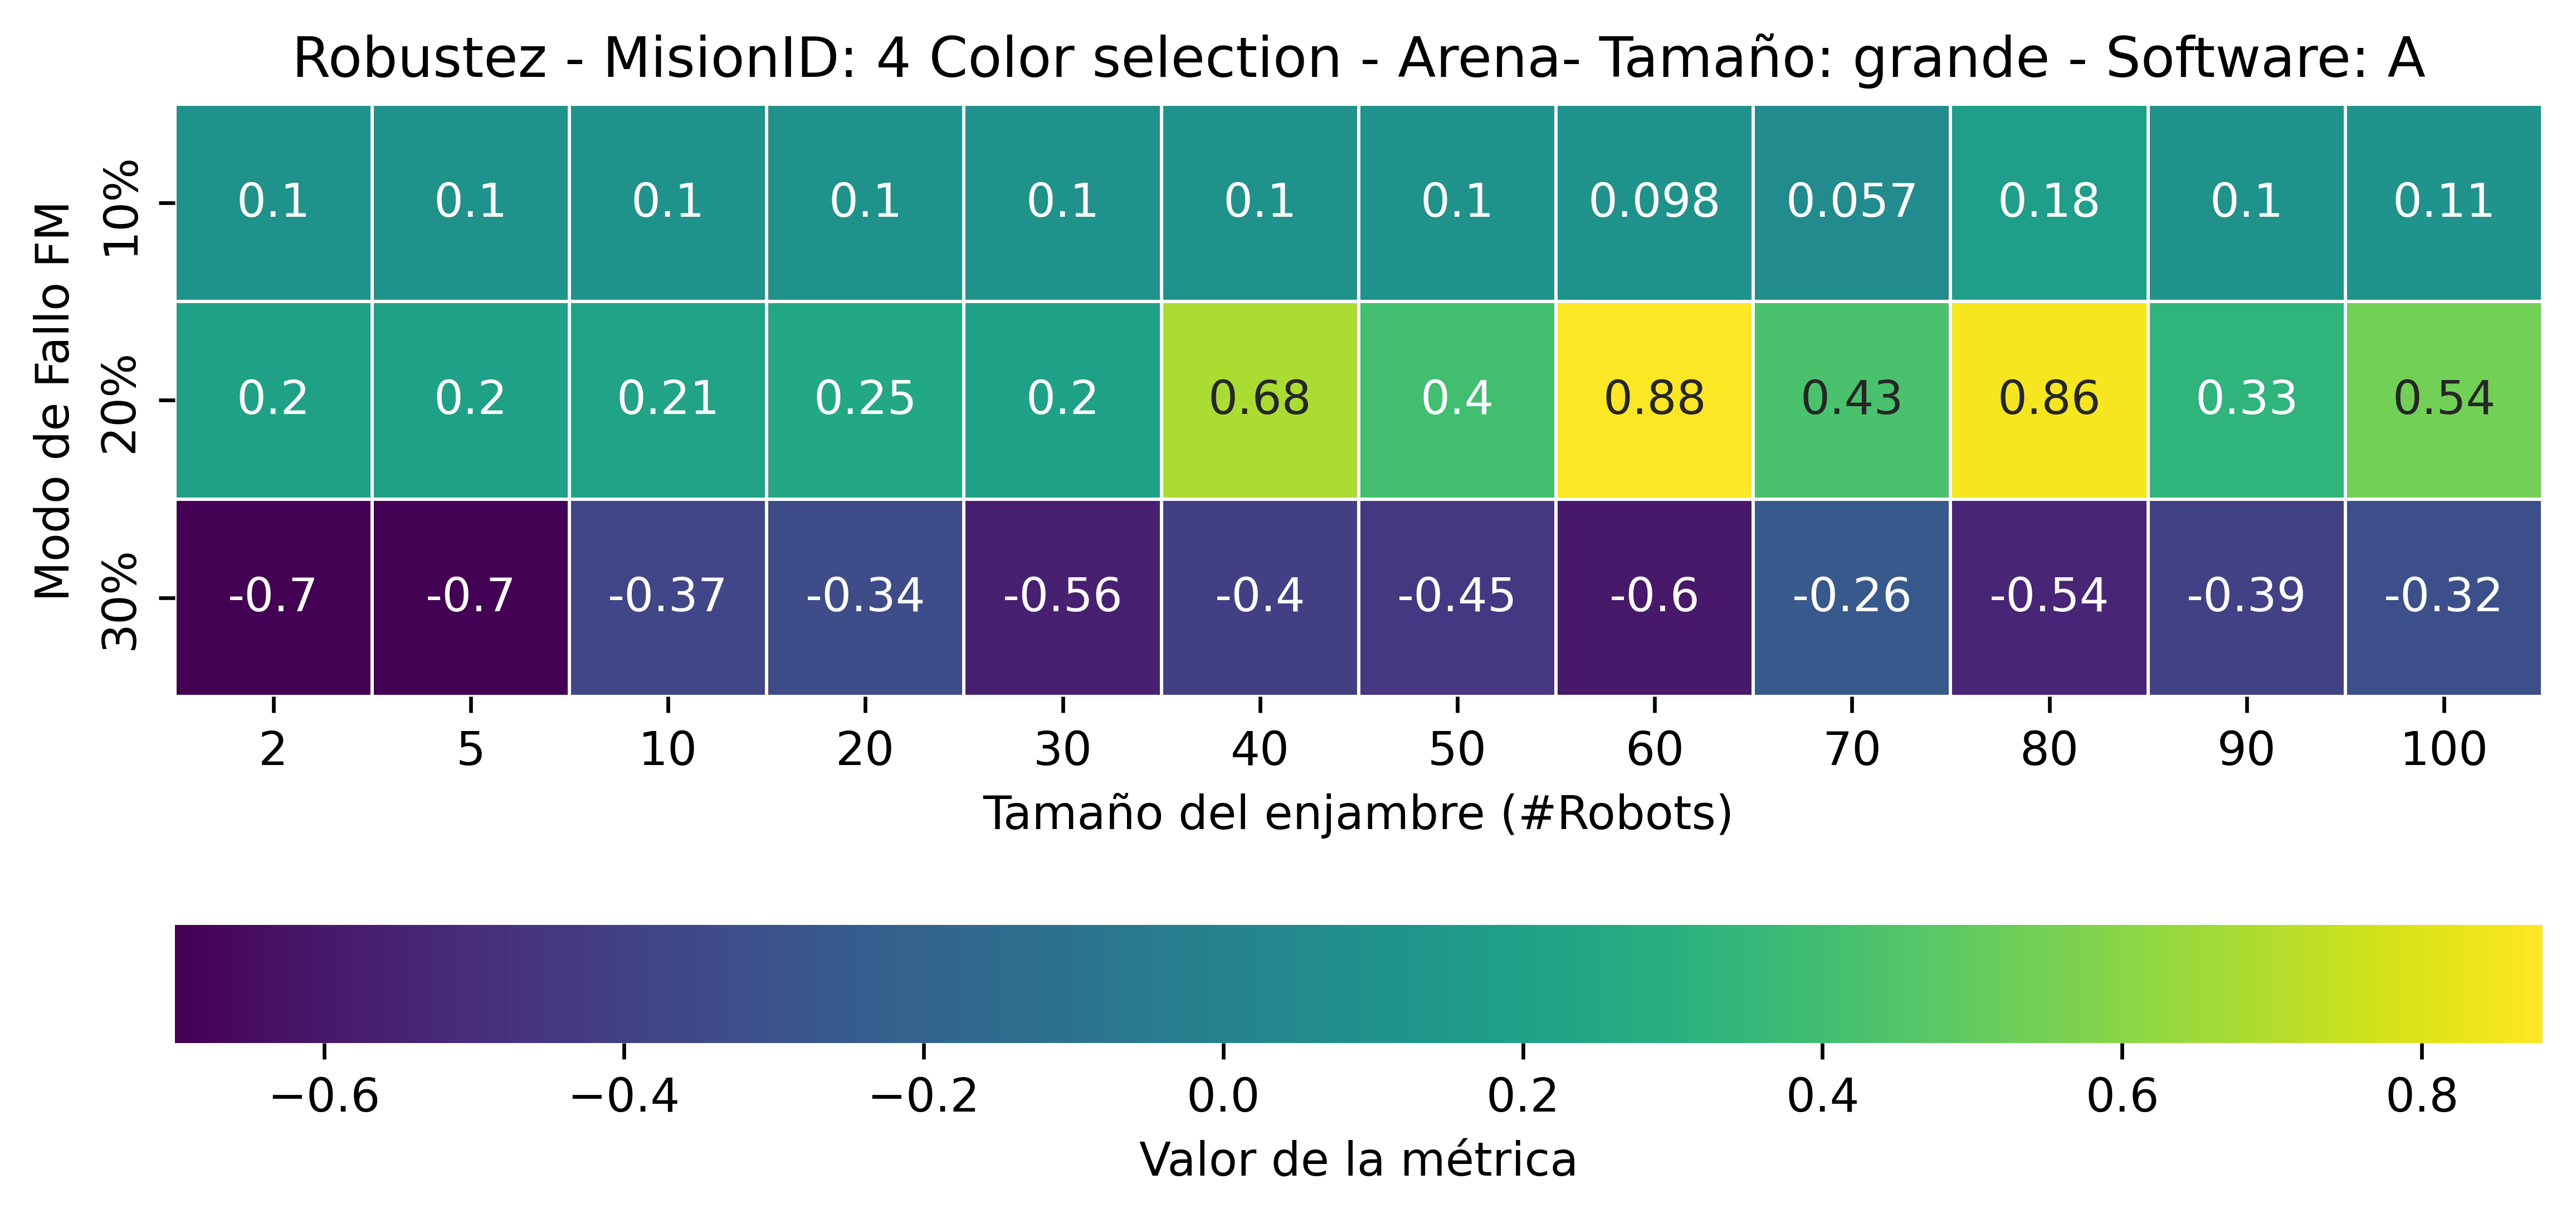 Robustez - MisionID: 4 Color selection - Arena- Tamaño: grande - Software: A
Modo de Fallo FM
10%
0.1 0.1 0.1 0.1 0.1 0.1 0.1 0.098 0.057 0.18 0.1 0.11
20%
0.2 0.2 0.21 0.25 0.2 0.68 0.4 0.88 0.43 0.86 0.33 0.54
30%
-0.7 -0.7 -0.37 -0.34 -0.56 -0.4 -0.45 -0.6 -0.26 -0.54 -0.39 -0.32
2 5 10 20 30 40 50 60 70 80 90 100
Tamaño del enjambre (#Robots)
−0.6 −0.4 −0.2 0.0 0.2 0.4 0.6 0.8
Valor de la métrica